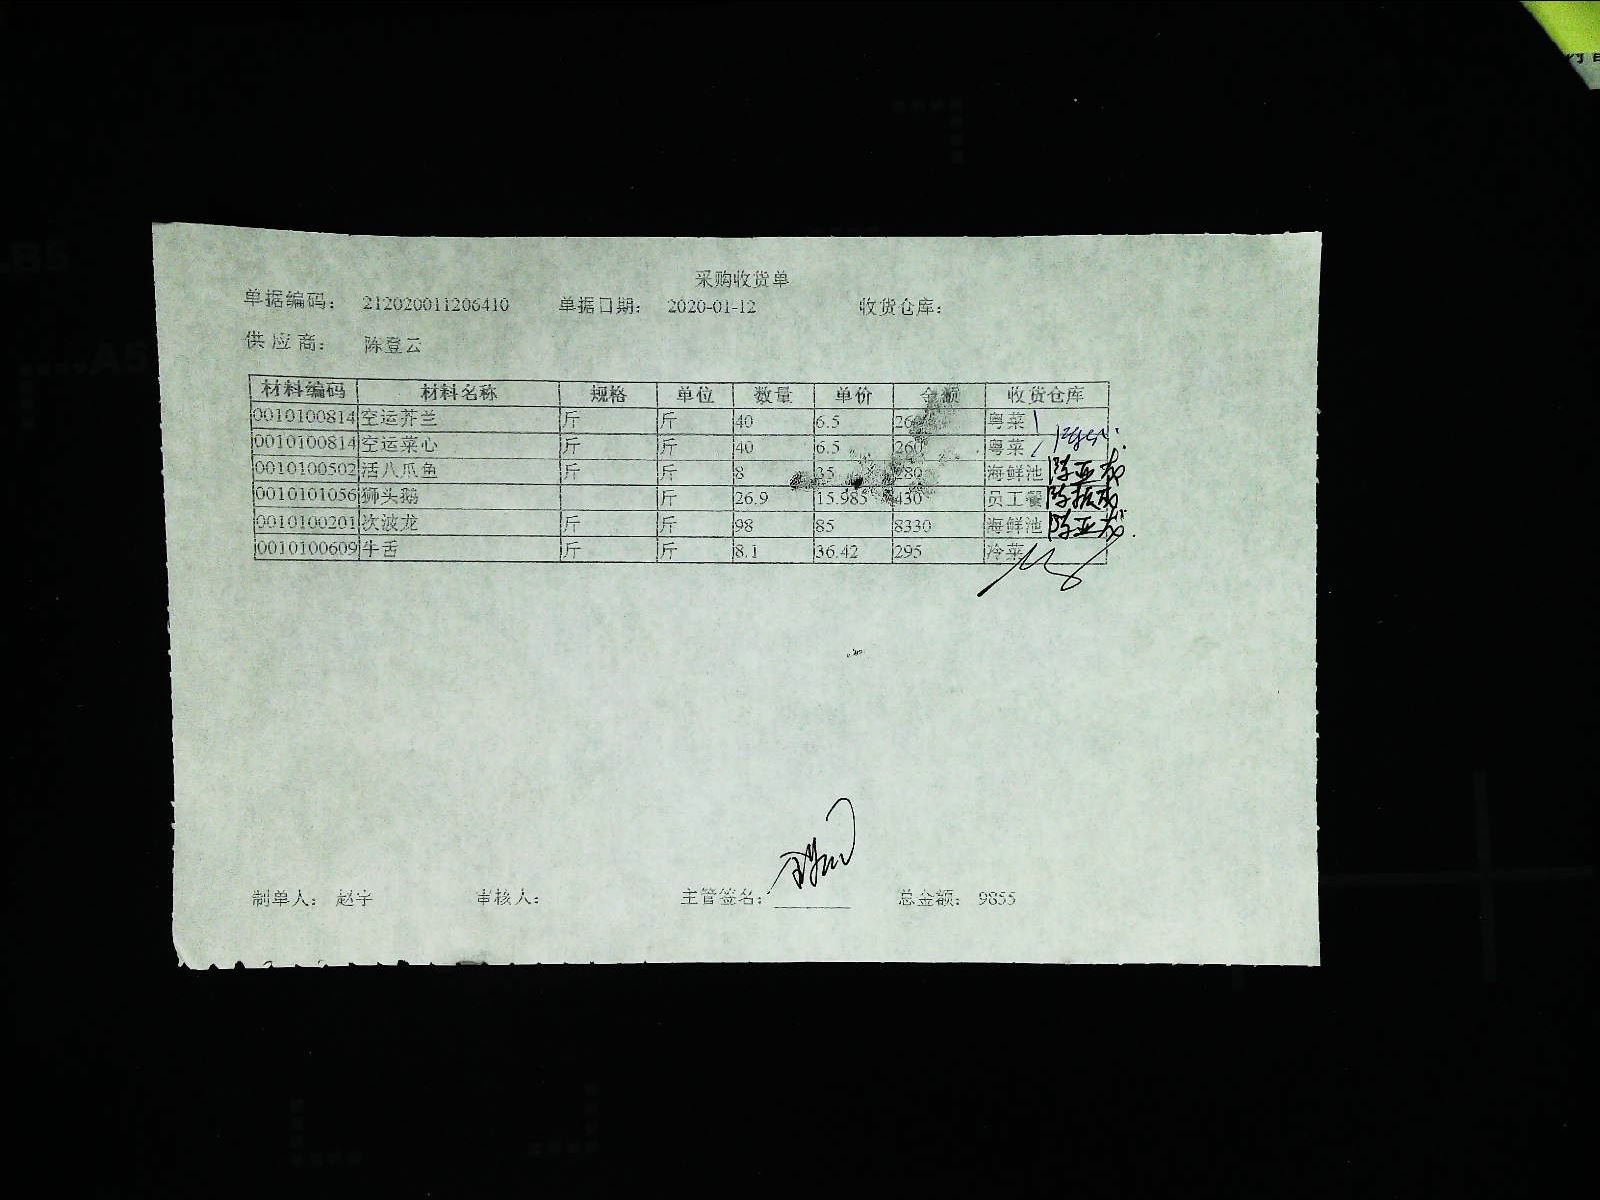 采购收货单
单据编码： 212020011206410 单据日期： 2020-01-12 收货仓库：
供应商： 陈登云
材料编码 材料名称 规格 单位 数量 单价 金额 收货仓库
0010100814 空运芥兰 斤 斤 40 6.5 260 粤菜
0010100814 空运菜心 斤 斤 40 6.5 260 粤菜
0010100502 活八爪鱼 斤 斤 8 35 280 海鲜池
0010101056 狮头鹅 斤 26.9 15.985 430 员工餐
0010100201 次波龙 斤 斤 98 85 8330 海鲜池
0010100609 牛舌 斤 斤 8.1 36.42 295 冷菜
制单人： 赵宇 审核人： 主管签名： 总金额： 9855